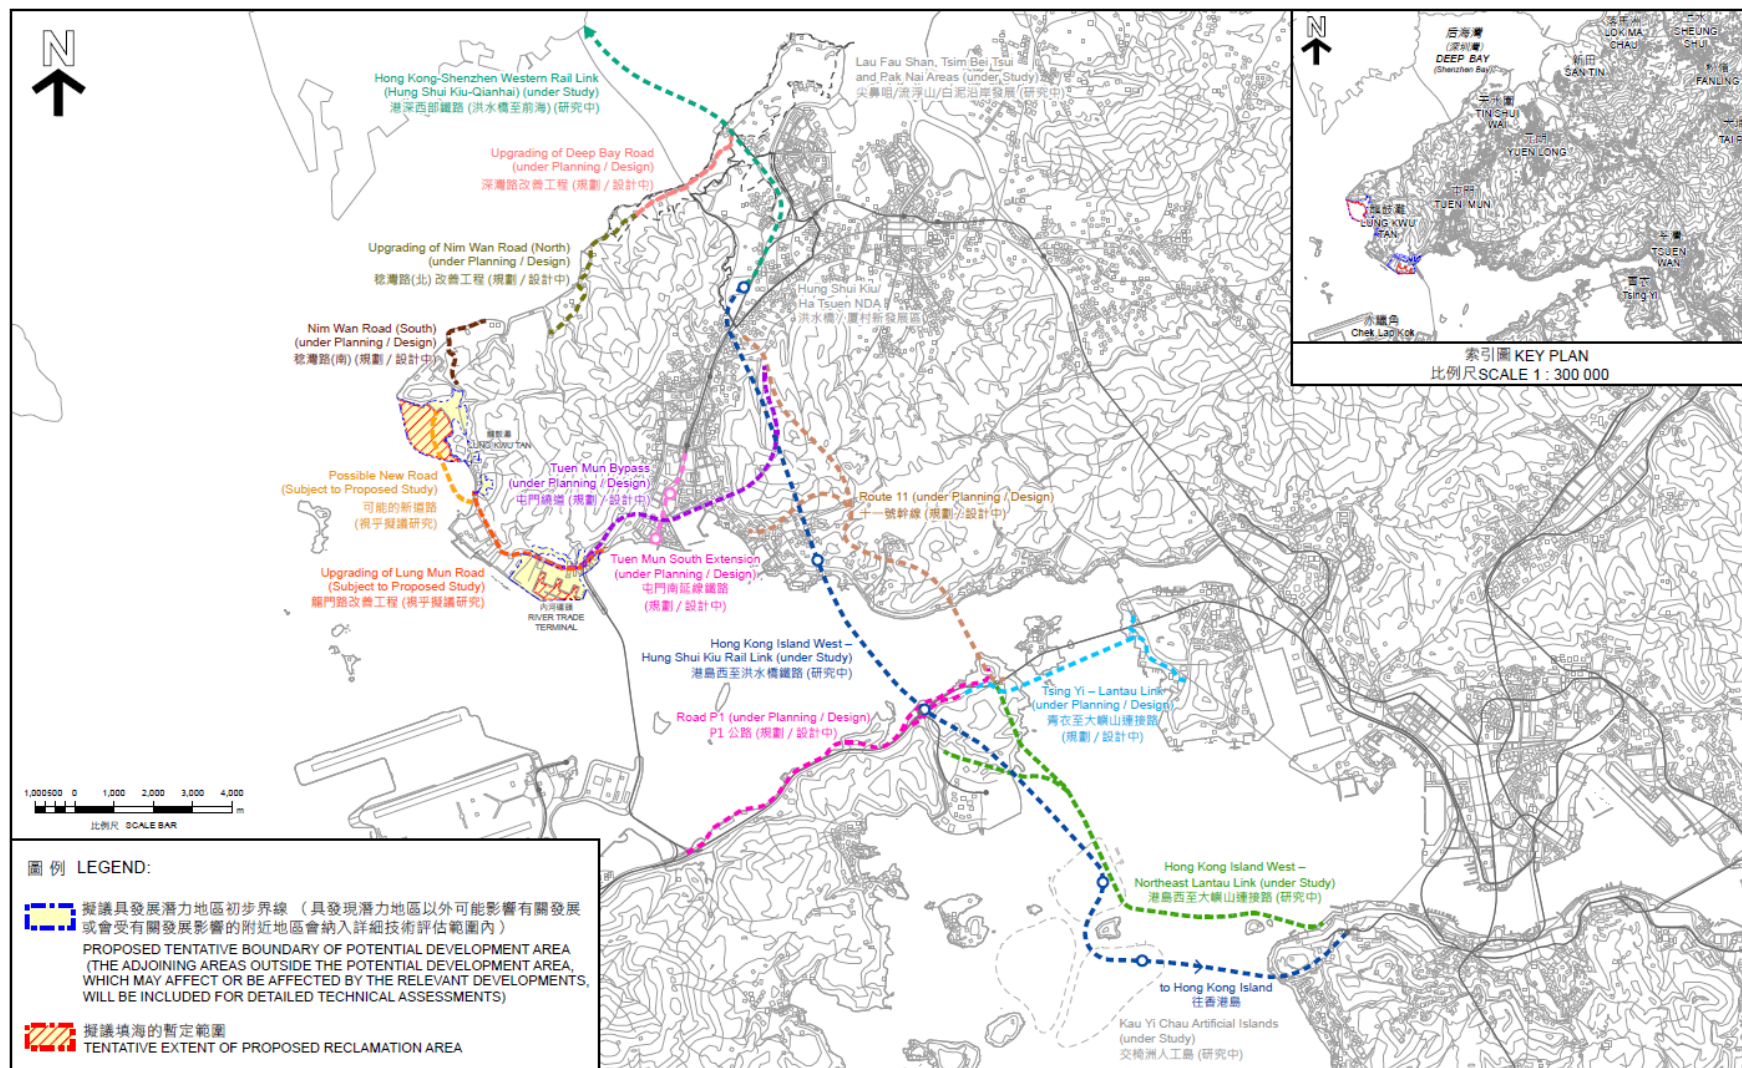 N
Hong Kong-Shenzhen Western Rail Link
(Hung Shui Kiu-Qianhai) (under Study)
港深西部鐵路 (洪水橋至前海) (研究中)
Lau Fau Shan, Tsim Bei Tsui
and Pak Nai Areas (under Study)
尖鼻咀/流浮山/白泥沿岸發展 (研究中)
Upgrading of Deep Bay Road
(under Planning / Design)
深灣路改善工程 (規劃 / 設計中)
Upgrading of Nim Wan Road (North)
(under Planning / Design)
稔灣路(北) 改善工程 (規劃 / 設計中)
Hung Shui Kiu/
Ha Tsuen NDA
洪水橋/厦村新發展區
Nim Wan Road (South)
(under Planning / Design)
稔灣路(南) (規劃 / 設計中)
龍鼓灘
LUNG KWU TAN
Possible New Road
(Subject to Proposed Study)
可能的新道路
(視乎擬議研究)
Tuen Mun Bypass
(under Planning / Design)
屯門繞道 (規劃 / 設計中)
Route 11 (under Planning / Design)
十一號幹線 (規劃 / 設計中)
Upgrading of Lung Mun Road
(Subject to Proposed Study)
龍門路改善工程 (視乎擬議研究)
內河碼頭
RIVER TRADE
TERMINAL
Tuen Mun South Extension
(under Planning / Design)
屯門南延線鐵路
(規劃 / 設計中)
Hong Kong Island West –
Hung Shui Kiu Rail Link (under Study)
港島西至洪水橋鐵路 (研究中)
Road P1 (under Planning / Design)
P1 公路 (規劃 / 設計中)
Tsing Yi – Lantau Link
(under Planning / Design)
青衣至大嶼山連接路
(規劃 / 設計中)
Hong Kong Island West –
Northeast Lantau Link (under Study)
港島西至大嶼山連接路 (研究中)
to Hong Kong Island
往香港島
Kau Yi Chau Artificial Islands
(under Study)
交椅洲人工島 (研究中)
1,000 500 0 1,000 2,000 3,000 4,000
m
比例尺 SCALE BAR
圖 例 LEGEND:
擬議具發展潛力地區初步界線 （ 具發現潛力地區以外可能影響有關發展
或會受有關發展影響的附近地區會納入詳細技術評估範圍內 ）
PROPOSED TENTATIVE BOUNDARY OF POTENTIAL DEVELOPMENT AREA
(THE ADJOINING AREAS OUTSIDE THE POTENTIAL DEVELOPMENT AREA,
WHICH MAY AFFECT OR BE AFFECTED BY THE RELEVANT DEVELOPMENTS,
WILL BE INCLUDED FOR DETAILED TECHNICAL ASSESSMENTS)
擬議填海的暫定範圍
TENTATIVE EXTENT OF PROPOSED RECLAMATION AREA
N
后海灣
(深圳灣)
DEEP BAY
(Shenzhen Bay)
落馬洲
LOK MA
CHAU
上水
SHEUNG
SHUI
新田
SAN TIN
粉嶺
FANLING
天水圍
TIN SHUI
WAI
元朗
YUEN LONG
TAI P
屯門
TUEN MUN
龍鼓灘
LUNG KWU
TAN
荃灣
TSUEN
WAN
青衣
Tsing Yi
赤鱲角
Chek Lap Kok
索引圖 KEY PLAN
比例尺SCALE 1 : 300 000